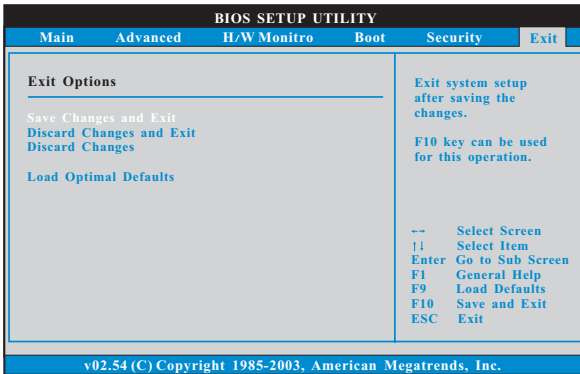 BIOS SETUP UTILITY
Main Advanced H/W Monitro Boot Security Exit
Exit Options
Save Changes and Exit
Discard Changes and Exit
Discard Changes
Load Optimal Defaults
Exit system setup
after saving the
changes.
F10 key can be used
for this operation.
←→ Select Screen
↑↓ Select Item
Enter Go to Sub Screen
F1 General Help
F9 Load Defaults
F10 Save and Exit
ESC Exit
v02.54 (C) Copyright 1985-2003, American Megatrends, Inc.